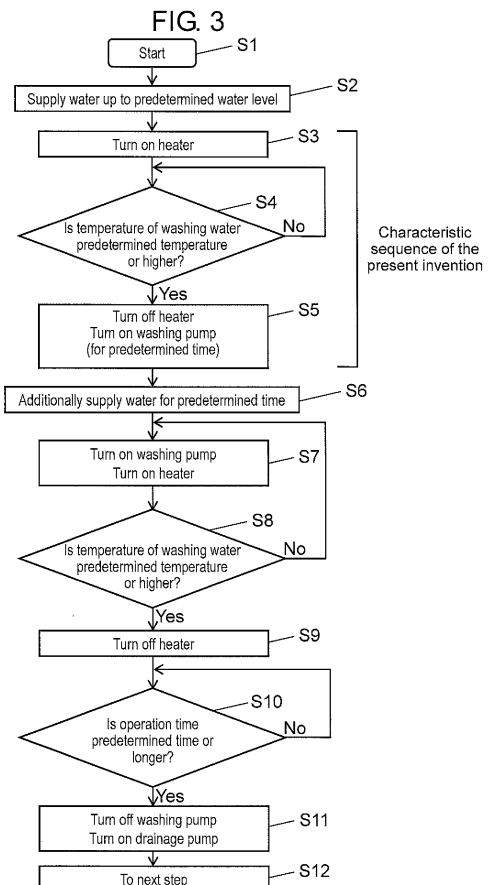 FIG. 3
Start
S1
Supply water up to predetermined water level
S2
Turn on heater
S3
Is temperature of washing water
predetermined temperature
or higher?
S4
No
Yes
Characteristic
sequence of the
present invention
Turn off heater
Turn on washing pump
(for predetermined time)
S5
Additionally supply water for predetermined time
S6
Turn on washing pump
Turn on heater
S7
Is temperature of washing water
predetermined temperature
or higher?
S8
No
Yes
Turn off heater
S9
Is operation time
predetermined time or
longer?
S10
No
Yes
Turn off washing pump
Turn on drainage pump
S11
To next step
S12